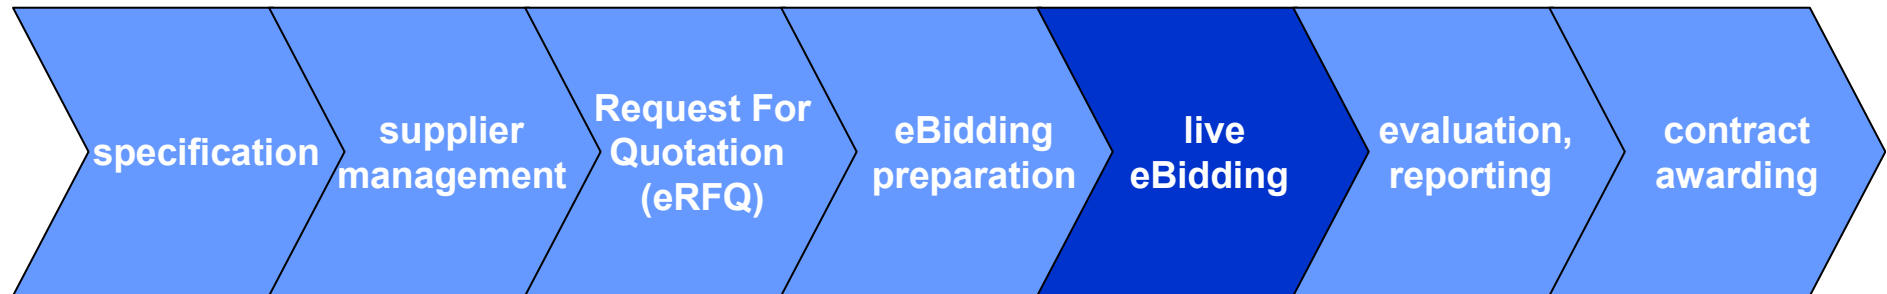 specification
supplier
management
Request For
Quotation
(eRFQ)
eBidding
preparation
live
eBidding
evaluation,
reporting
contract
awarding